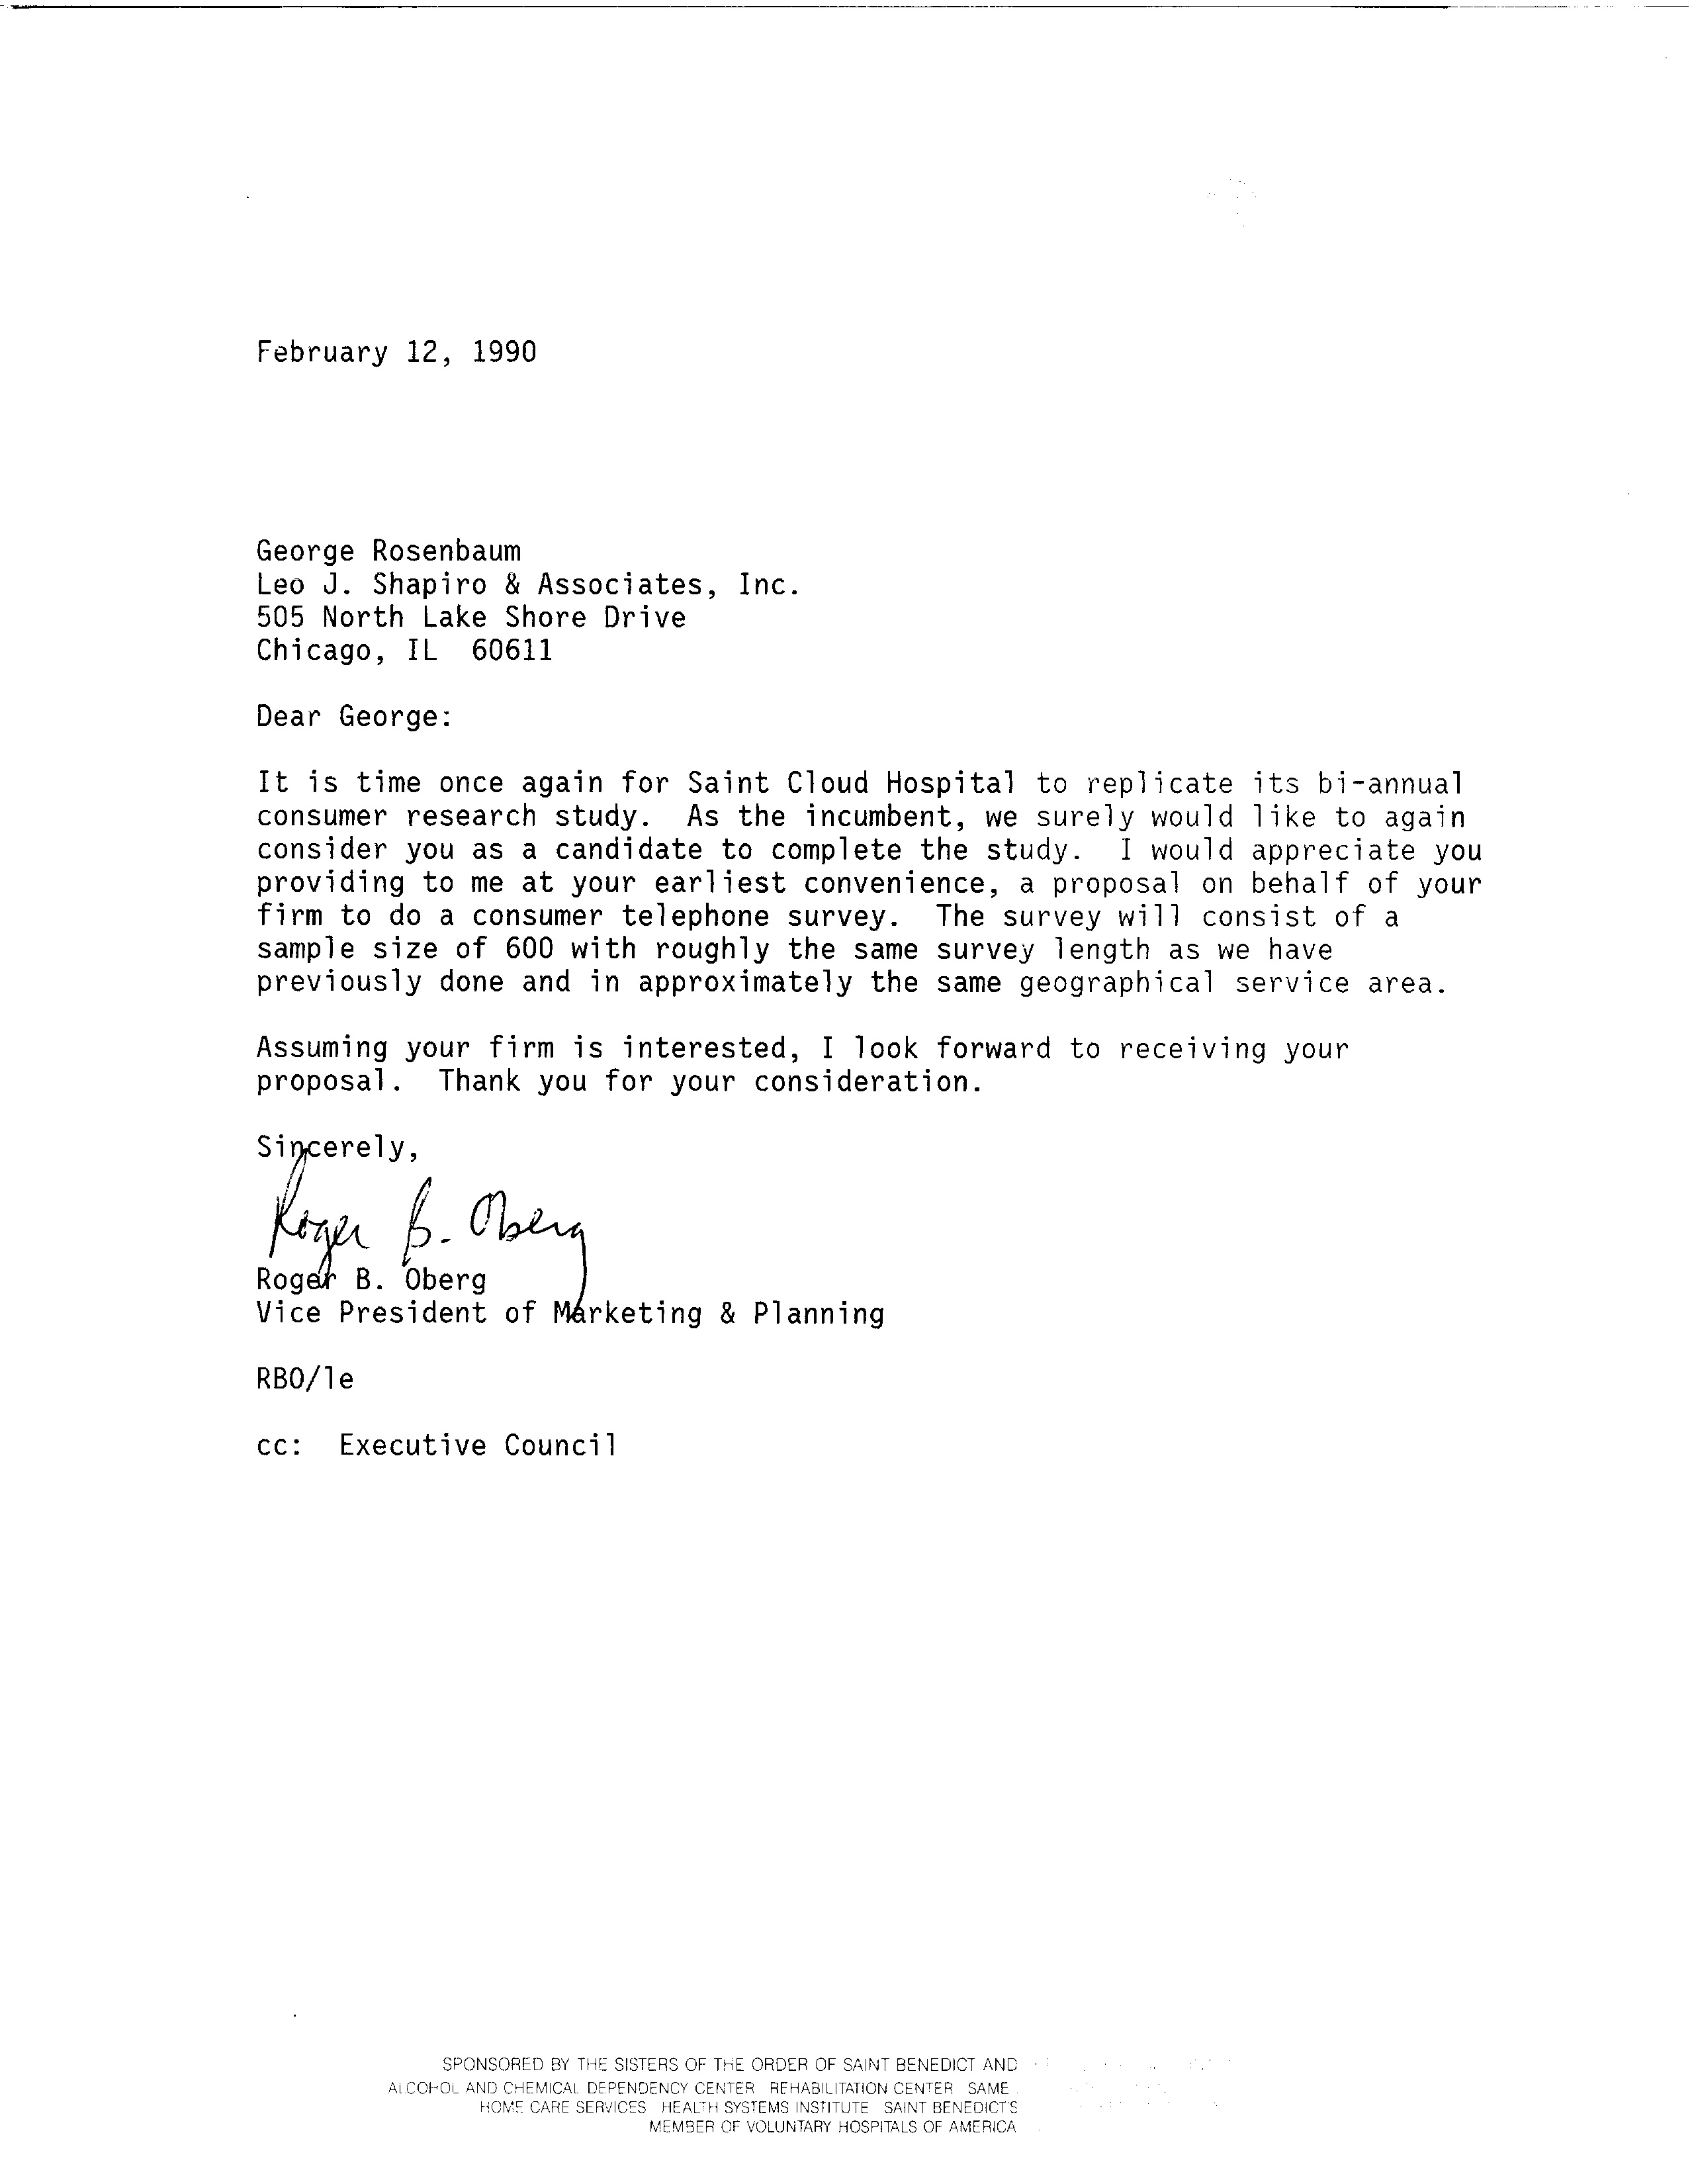 February 12, 1990
George Rosenbaum
Leo J. Shapiro & Associates, Inc.
505 North Lake Shore Drive
Chicago, IL  60611
Dear George:
It is time once again for Saint Cloud Hospital to replicate its bi-annual
consumer research study.  As the incumbent, we surely would like to again
consider you as a candidate to complete the study.  I would appreciate you
providing to me at your earliest convenience, a proposal on behalf of your
firm to do a consumer telephone survey.  The survey will consist of a
sample size of 600 with roughly the same survey length as we have
previously done and in approximately the same geographical service area.
Assuming your firm is interested, I look forward to receiving your
proposal.  Thank you for your consideration.
Sincerely,
Roger B. Oberg
Roger B. Oberg
Vice President of Marketing & Planning
RBO/le
cc:  Executive Council
SPONSORED BY THE SISTERS OF THE ORDER OF SAINT BENEDICT AND
ALCOHOL AND CHEMICAL DEPENDENCY CENTER  REHABILITATION CENTER  SAME
HOME CARE SERVICES  HEALTH SYSTEMS INSTITUTE  SAINT BENEDICT'S
MEMBER OF VOLUNTARY HOSPITALS OF AMERICA